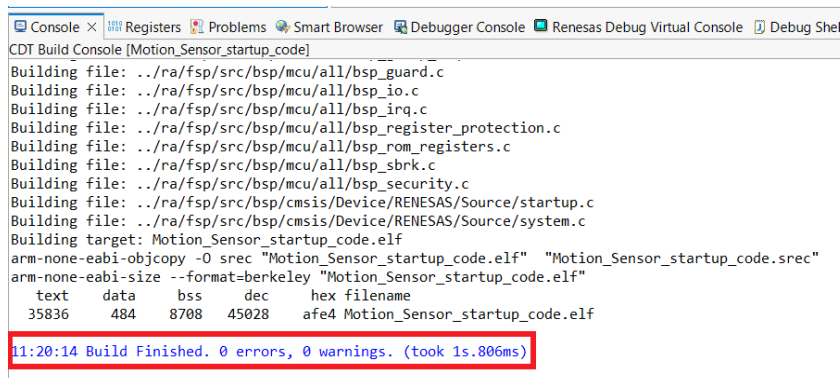 Console Registers Problems Smart Browser Debugger Console Renesas Debug Virtual Console Debug Shel
CDT Build Console [Motion_Sensor_startup_code]
Building file: ../ra/fsp/src/bsp/mcu/all/bsp_guard.c
Building file: ../ra/fsp/src/bsp/mcu/all/bsp_io.c
Building file: ../ra/fsp/src/bsp/mcu/all/bsp_irq.c
Building file: ../ra/fsp/src/bsp/mcu/all/bsp_register_protection.c
Building file: ../ra/fsp/src/bsp/mcu/all/bsp_rom_registers.c
Building file: ../ra/fsp/src/bsp/mcu/all/bsp_sbrk.c
Building file: ../ra/fsp/src/bsp/mcu/all/bsp_security.c
Building file: ../ra/fsp/src/bsp/cmsis/Device/RENESAS/Source/startup.c
Building file: ../ra/fsp/src/bsp/cmsis/Device/RENESAS/Source/system.c
Building target: Motion_Sensor_startup_code.elf
arm-none-eabi-objcopy -O srec "Motion_Sensor_startup_code.elf"  "Motion_Sensor_startup_code.srec"
arm-none-eabi-size --format=berkeley "Motion_Sensor_startup_code.elf"
   text    data     bss     dec     hex filename
  35836     484    8708   45028    afe4 Motion_Sensor_startup_code.elf
11:20:14 Build Finished. 0 errors, 0 warnings. (took 1s.806ms)